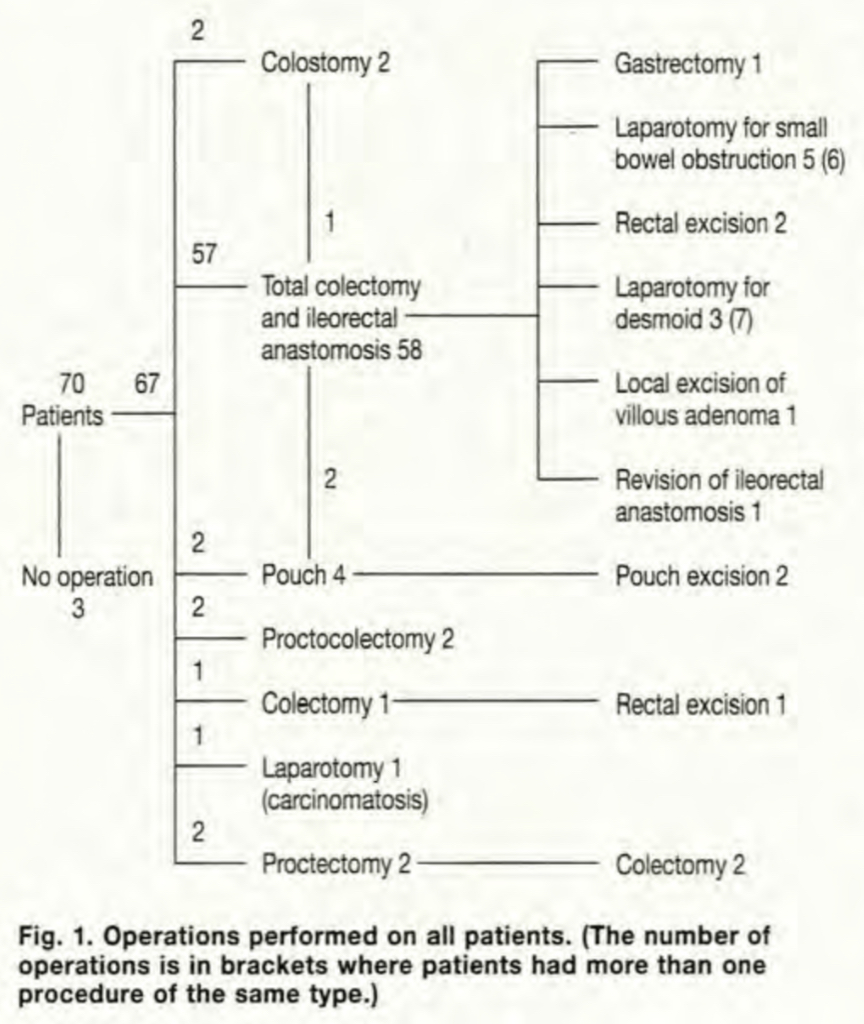 2
Colostomy 2
1
57
Total colectomy
and ileorectal
anastomosis 58
70
67
Patients
2
No operation
3
2
Pouch 4
2
Proctocolectomy 2
1
Colectomy 1
1
Laparotomy 1
(carcinomatosis)
2
Proctectomy 2
Gastrectomy 1
Laparotomy for small
bowel obstruction 5 (6)
Rectal excision 2
Laparotomy for
desmoid 3 (7)
Local excision of
villous adenoma 1
Revision of ileorectal
anastomosis 1
Pouch excision 2
Rectal excision 1
Colectomy 2
Fig. 1. Operations performed on all patients. (The number of
operations is in brackets where patients had more than one
procedure of the same type.)